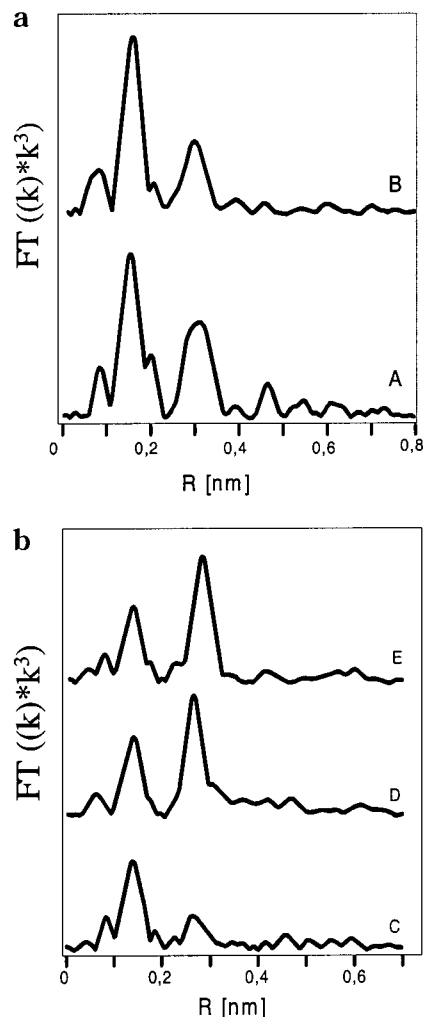 a
FT ((k)*k³)
B
A
0 0,2 0,4 0,6 0,8
R [nm]
b
FT ((k)*k³)
E
D
C
0 0,2 0,4 0,6
R [nm]